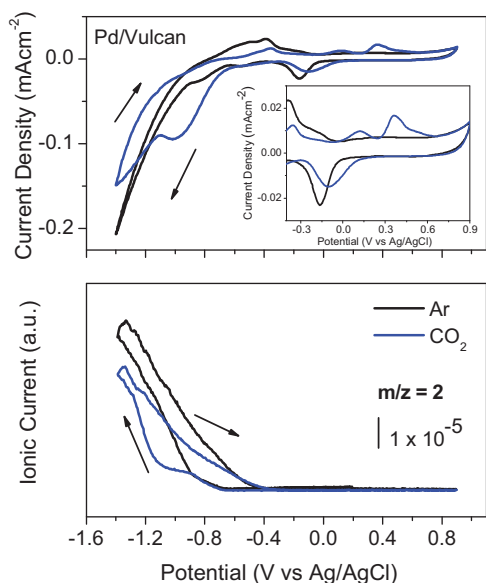 Pd/Vulcan
Current Density (mAcm⁻²)
0.0
-0.1
-0.2
Current Density (mAcm⁻²)
0.02
0.00
-0.02
-0.3 0.0 0.3 0.6 0.9
Potential (V vs Ag/AgCl)
Ionic Current (a.u.)
Ar
CO₂
m/z = 2
1 x 10⁻⁵
-1.6 -1.2 -0.8 -0.4 0.0 0.4 0.8
Potential (V vs Ag/AgCl)